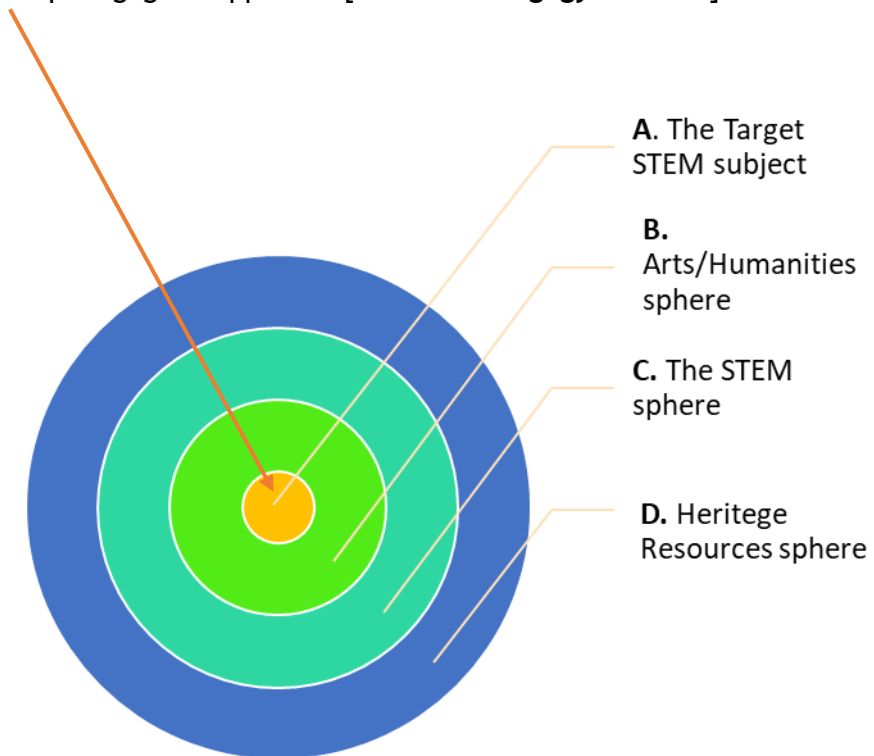 A. The Target
STEM subject
B.
Arts/Humanities
sphere
C. The STEM
sphere
D. Heritege
Resources sphere